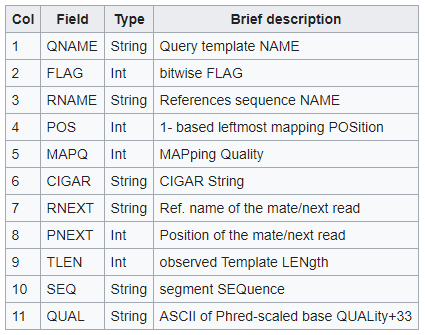 Col Field Type Brief description
1 QNAME String Query template NAME
2 FLAG Int bitwise FLAG
3 RNAME String References sequence NAME
4 POS Int 1- based leftmost mapping POSition
5 MAPQ Int MAPping Quality
6 CIGAR String CIGAR String
7 RNEXT String Ref. name of the mate/next read
8 PNEXT Int Position of the mate/next read
9 TLEN Int observed Template LENgth
10 SEQ String segment SEQuence
11 QUAL String ASCII of Phred-scaled base QUALity+33